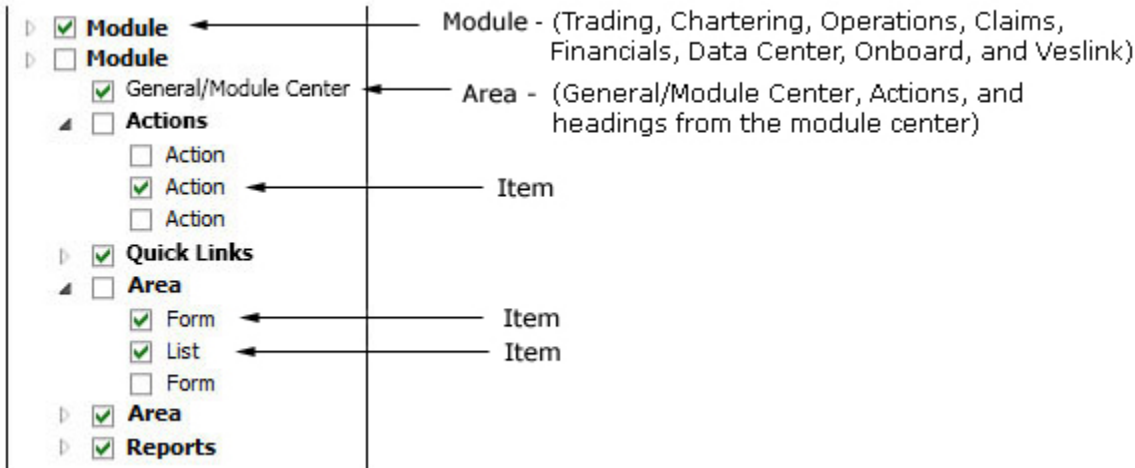 Module Module - (Trading, Chartering, Operations, Claims,
Module Financials, Data Center, Onboard, and Veslink)
General/Module Center Area - (General/Module Center, Actions, and
Actions headings from the module center)
Action
Action Item
Action
Quick Links
Area
Form Item
List Item
Form
Area
Reports